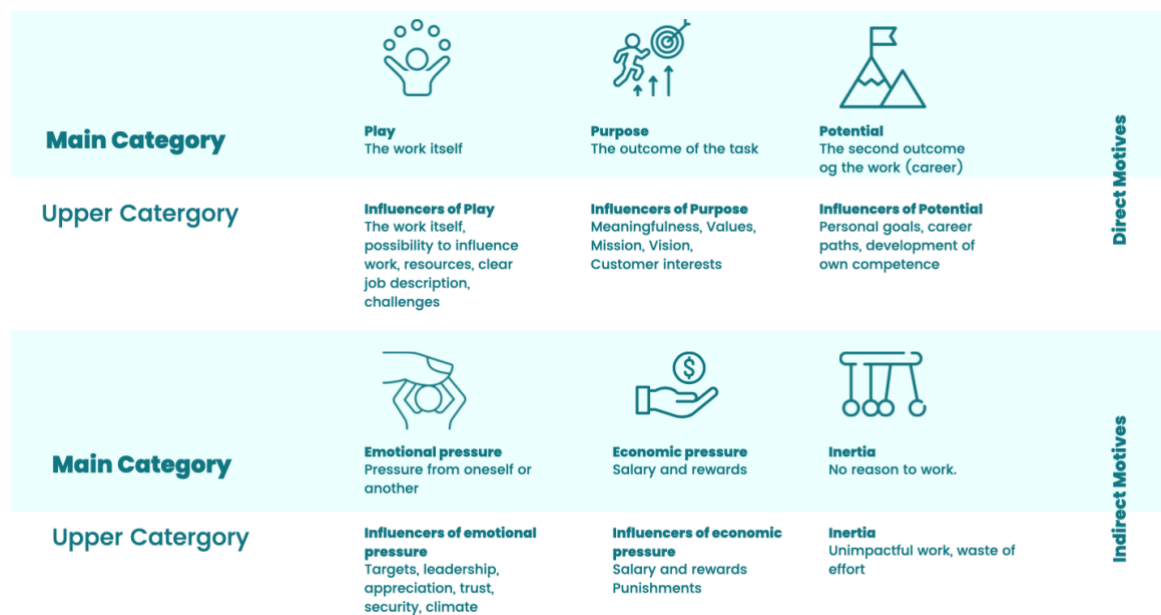 Main Category
Play
The work itself
Purpose
The outcome of the task
Potential
The second outcome
og the work (career)
Direct Motives
Upper Catergory
Influencers of Play
The work itself,
possibility to influence
work, resources, clear
job description,
challenges
Influencers of Purpose
Meaningfulness, Values,
Mission, Vision,
Customer interests
Influencers of Potential
Personal goals, career
paths, development of
own competence
$
Main Category
Emotional pressure
Pressure from oneself or
another
Economic pressure
Salary and rewards
Inertia
No reason to work.
Indirect Motives
Upper Catergory
Influencers of emotional
pressure
Targets, leadership,
appreciation, trust,
security, climate
Influencers of economic
pressure
Salary and rewards
Punishments
Inertia
Unimpactful work, waste of
effort